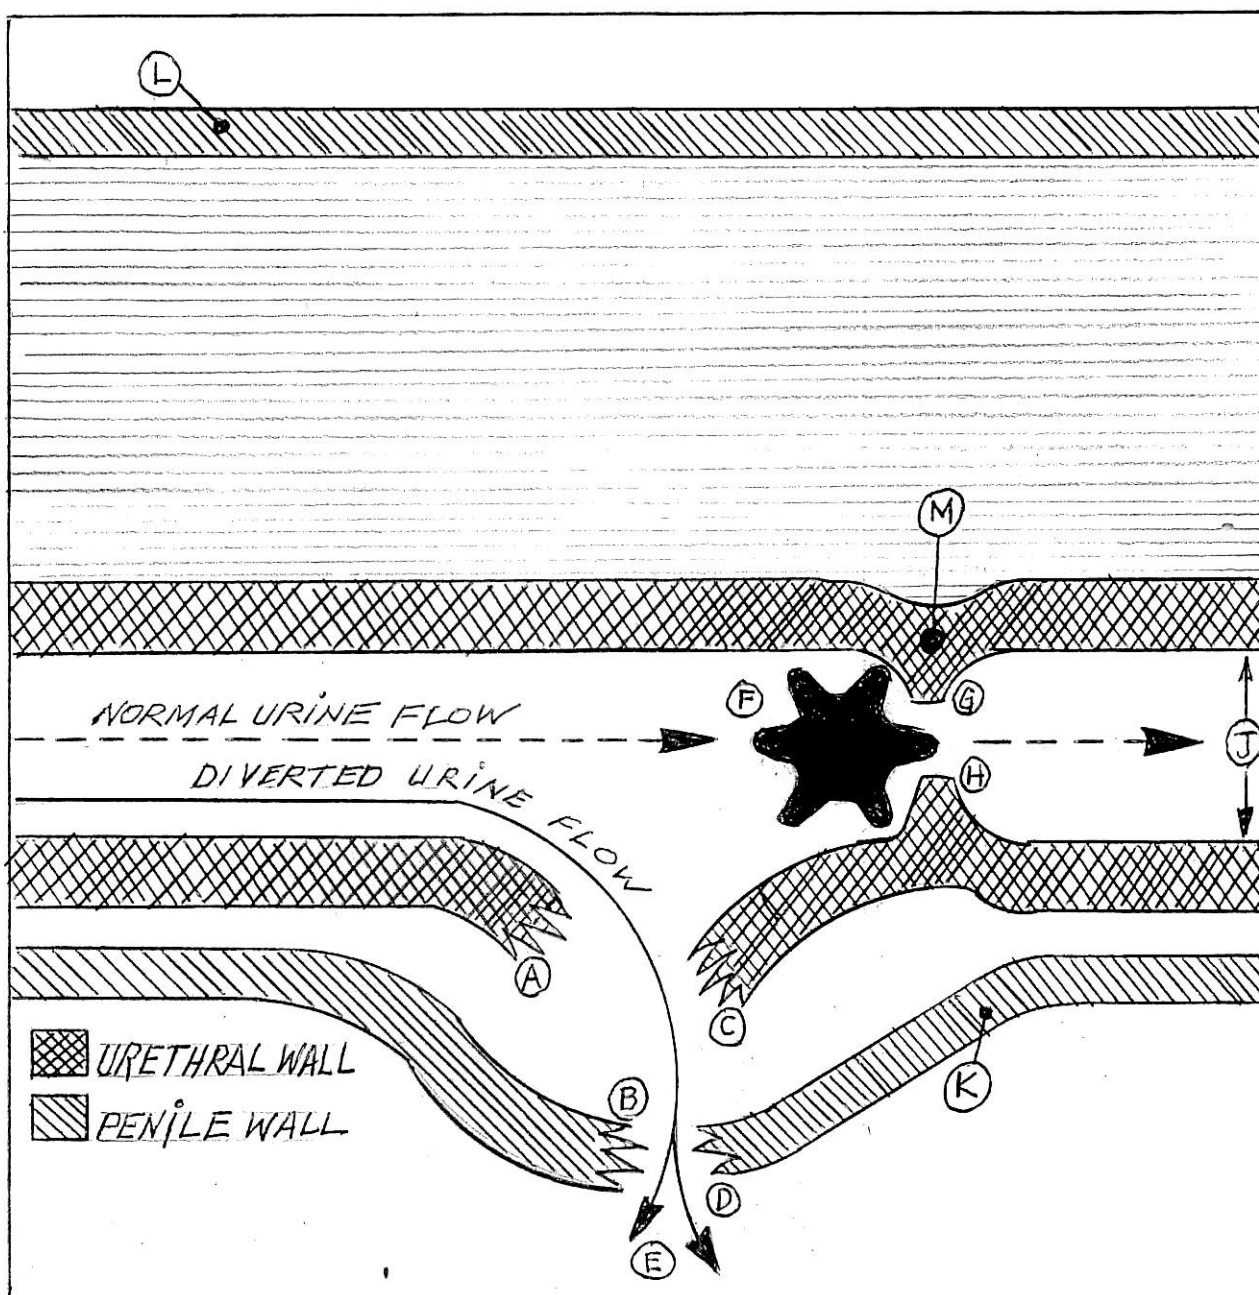 L
M
F
G
NORMAL URINE FLOW
J
H
DIVERTED URINE FLOW
A
C
URETHRAL WALL
K
B
PENILE WALL
D
E